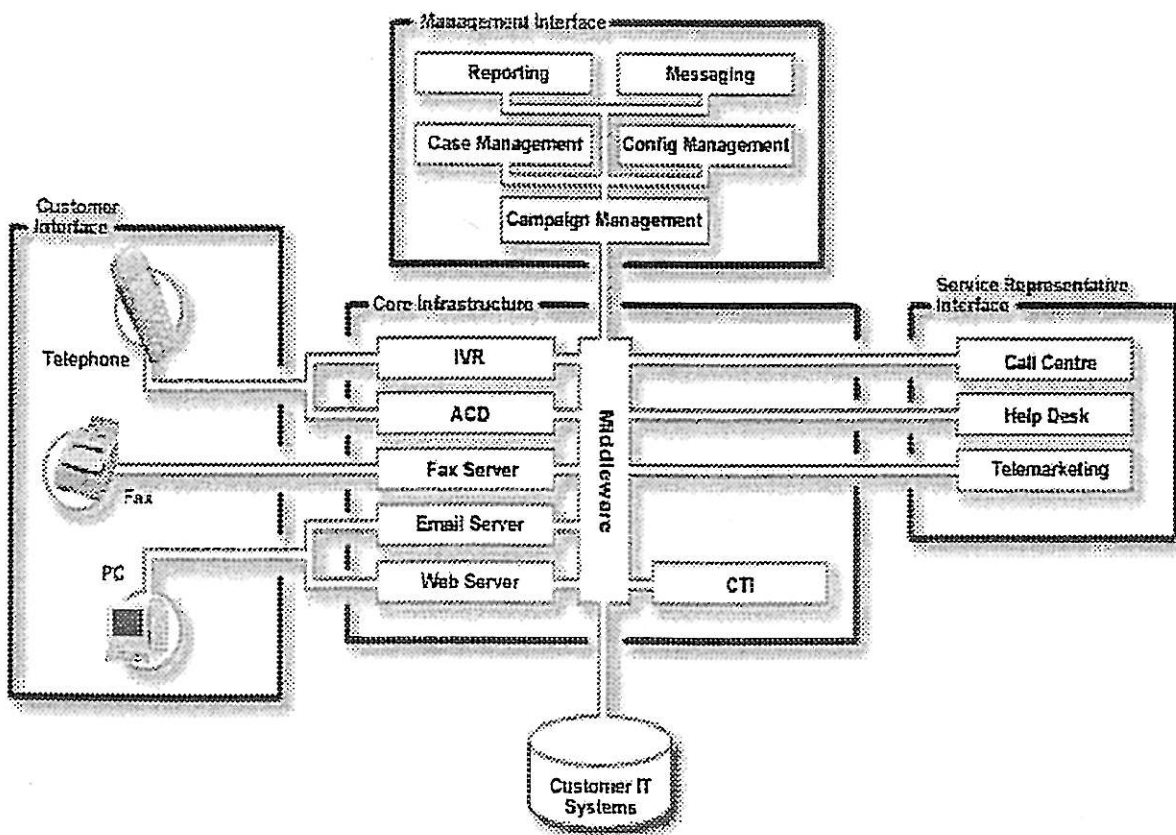 Management Interface
Reporting
Messaging
Case Management
Config Management
Campaign Management
Customer
Interface
Telephone
Fax
PC
Core Infrastructure
IVR
ACD
Fax Server
Email Server
Web Server
Middleware
CTI
Service Representative
Interface
Call Centre
Help Desk
Telemarketing
Customer IT
Systems